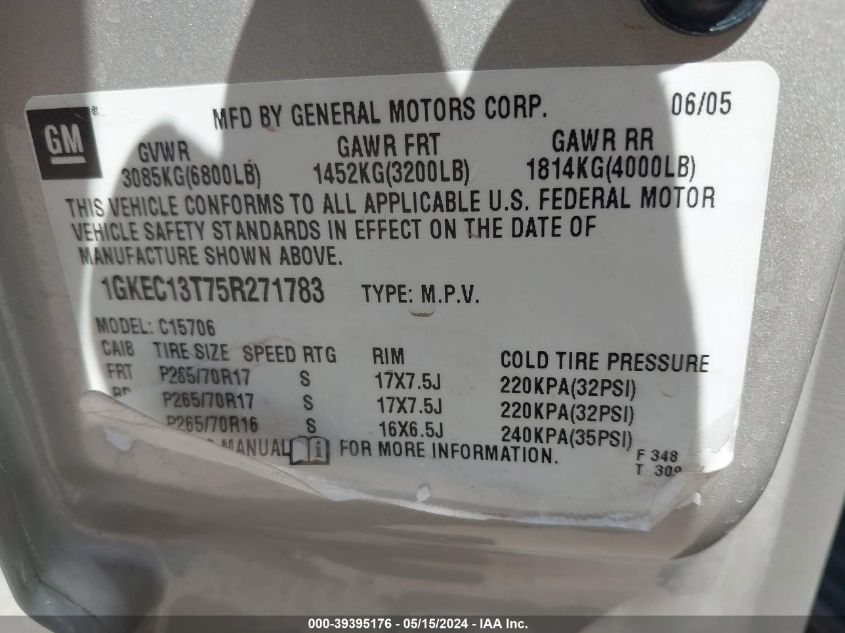 GM ®
MFD BY GENERAL MOTORS CORP. 06/05
GVWR GAWR FRT GAWR RR
3085KG(6800LB) 1452KG(3200LB) 1814KG(4000LB)
THIS VEHICLE CONFORMS TO ALL APPLICABLE U.S. FEDERAL MOTOR
VEHICLE SAFETY STANDARDS IN EFFECT ON THE DATE OF
MANUFACTURE SHOWN ABOVE.
1GKEC13T75R271783 TYPE: M.P.V.
MODEL: C15706
CAI8 TIRE SIZE SPEED RTG RIM COLD TIRE PRESSURE
FRT P265/70R17 S 17X7.5J 220KPA(32PSI)
P265/70R17 S 17X7.5J 220KPA(32PSI)
P265/70R16 S 16X6.5J 240KPA(35PSI)
MANUAL FOR MORE INFORMATION.
F 348
T 309
000-39395176 - 05/15/2024 - IAA Inc.